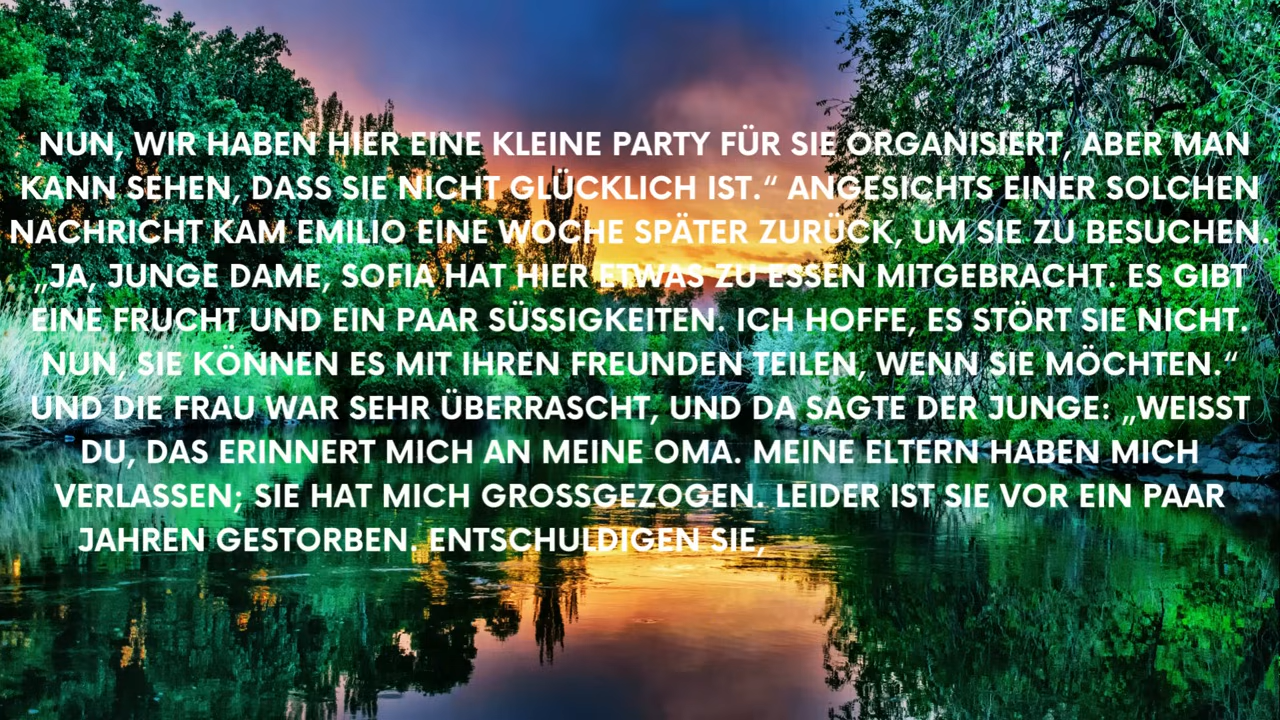 NUN, WIR HABEN HIER EINE KLEINE PARTY FÜR SIE ORGANISIERT, ABER MAN
KANN SEHEN, DASS SIE NICHT GLÜCKLICH IST.“ ANGESICHTS EINER SOLCHEN
NACHRICHT KAM EMILIO EINE WOCHE SPÄTER ZURÜCK, UM SIE ZU BESUCHEN.
„JA, JUNGE DAME, SOFIA HAT HIER ETWAS ZU ESSEN MITGEBRACHT. ES GIBT
EINE FRUCHT UND EIN PAAR SÜSSIGKEITEN. ICH HOFFE, ES STÖRT SIE NICHT.
NUN, SIE KÖNNEN ES MIT IHREN FREUNDEN TEILEN, WENN SIE MÖCHTEN.“
UND DIE FRAU WAR SEHR ÜBERRASCHT, UND DA SAGTE DER JUNGE: „WEISST
DU, DAS ERINNERT MICH AN MEINE OMA. MEINE ELTERN HABEN MICH
VERLASSEN; SIE HAT MICH GROSSGEZOGEN. LEIDER IST SIE VOR EIN PAAR
JAHREN GESTORBEN. ENTSCHULDIGEN SIE,